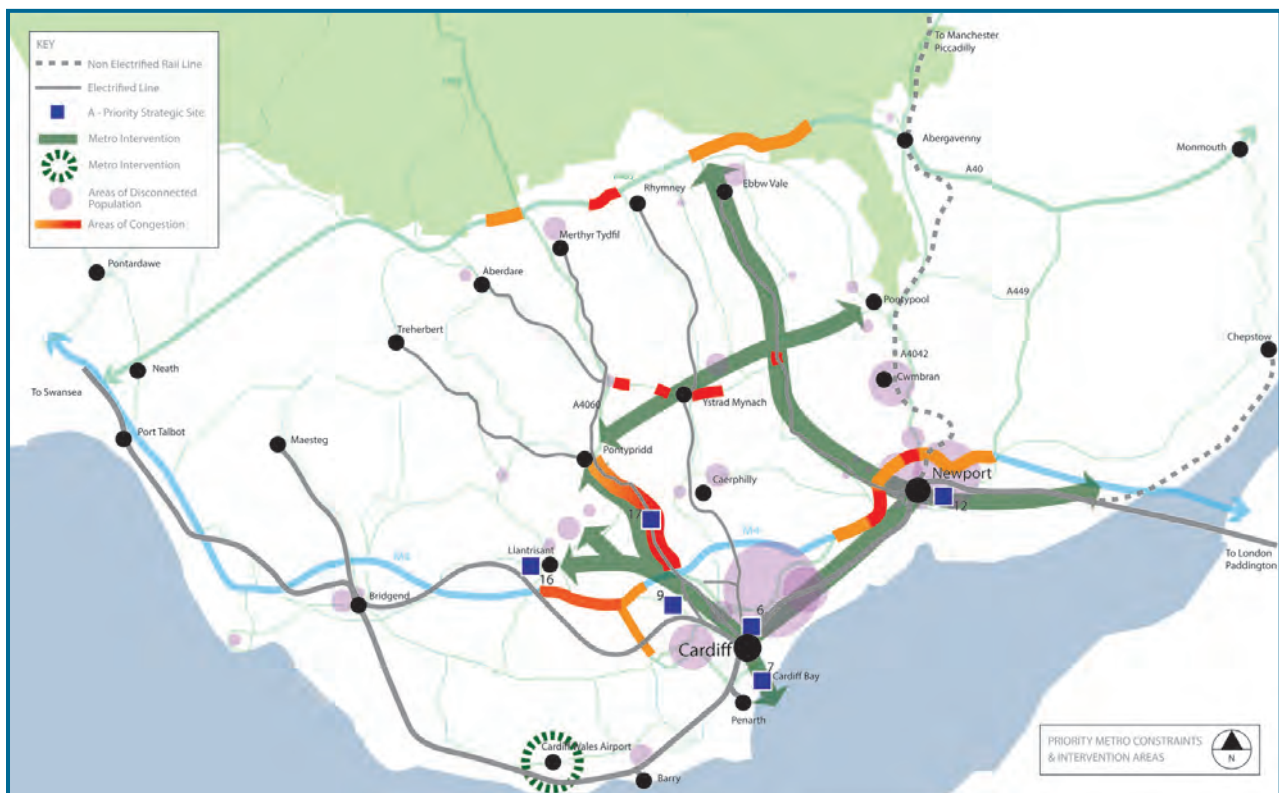 KEY
Non Electrified Rail Line
Electrified Line
A - Priority Strategic Site
Metro Intervention
Metro Intervention
Areas of Disconnected
Population
Areas of Congestion
To Manchester
Piccadilly
Abergavenny
Monmouth
A40
Rhymney
Ebbw Vale
Merthyr Tydfil
Pontardawe
Aberdare
A449
Pontypool
Treherbert
Chepstow
A4042
Neath
Cwmbran
To Swansea
Ystrad Mynach
A4060
Port Talbot
Maesteg
Pontypridd
Newport
Caerphilly
12
17
M4
Llantrisant
To London
Paddington
16
M4
Bridgend
9
6
Cardiff
7
Cardiff Bay
Penarth
Cardiff Wales Airport
Barry
PRIORITY METRO CONSTRAINTS
& INTERVENTION AREAS
N